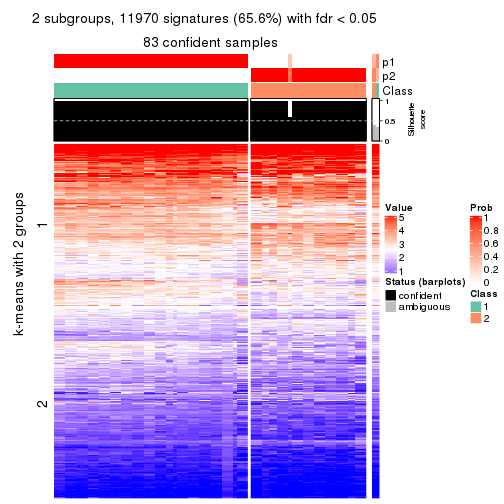 2 subgroups, 11970 signatures (65.6%) with fdr < 0.05
83 confident samples
p1
p2
Class
1
0.5
0
Silhouette
score
k-means with 2 groups
1
2
Value
5
4
3
2
1
Status (barplots)
confident
ambiguous
Prob
1
0.8
0.6
0.4
0.2
0
Class
1
2